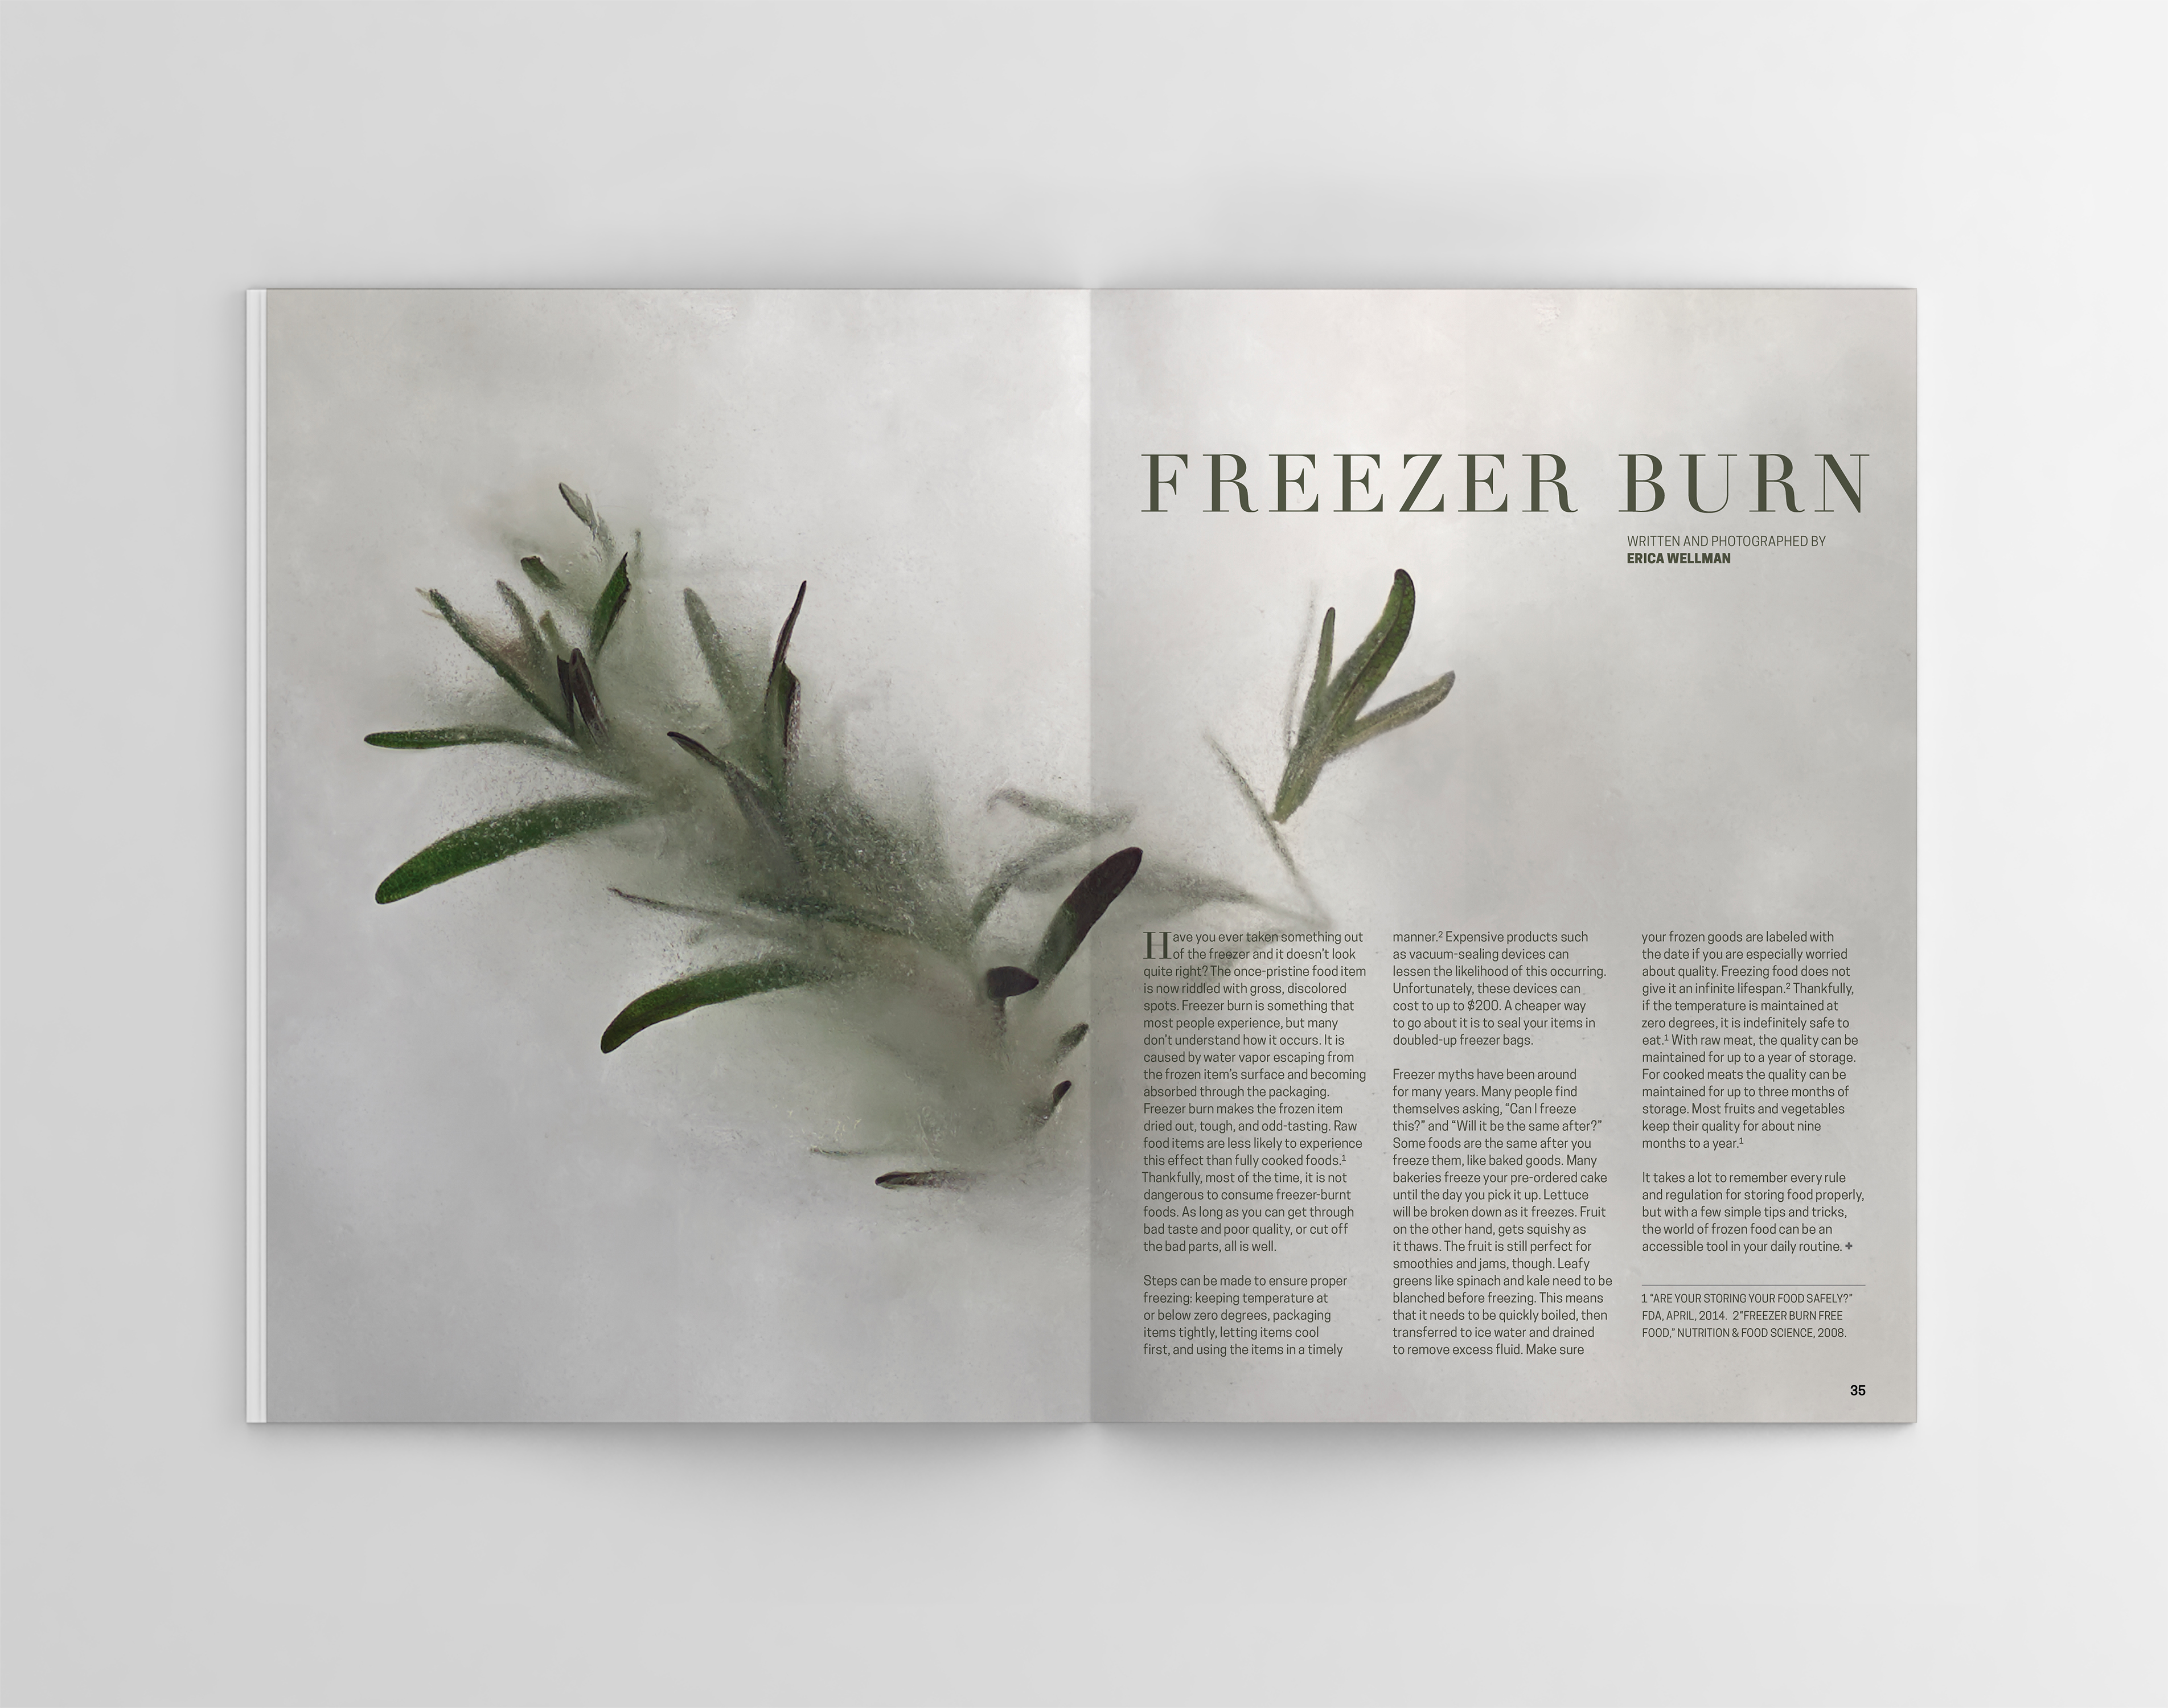 FREEZER BURN
WRITTEN AND PHOTOGRAPHED BY
ERICA WELLMAN
Have you ever taken something out
of the freezer and it doesn't look
quite right? The once-pristine food item
is now riddled with gross, discolored
spots. Freezer burn is something that
most people experience, but many
don't understand how it occurs. It is
caused by water vapor escaping from
the frozen item's surface and becoming
absorbed through the packaging.
Freezer burn makes the frozen item
dried out, tough, and odd-tasting. Raw
food items are less likely to experience
this effect than fully cooked foods.¹
Thankfully, most of the time, it is not
dangerous to consume freezer-burnt
foods. As long as you can get through
bad taste and poor quality, or cut off
the bad parts, all is well.
Steps can be made to ensure proper
freezing: keeping temperature at
or below zero degrees, packaging
items tightly, letting items cool
first, and using the items in a timely
manner.² Expensive products such
as vacuum-sealing devices can
lessen the likelihood of this occurring.
Unfortunately, these devices can
cost to up to $200. A cheaper way
to go about it is to seal your items in
doubled-up freezer bags.
Freezer myths have been around
for many years. Many people find
themselves asking, "Can I freeze
this?" and "Will it be the same after?"
Some foods are the same after you
freeze them, like baked goods. Many
bakeries freeze your pre-ordered cake
until the day you pick it up. Lettuce
will be broken down as it freezes. Fruit
on the other hand, gets squishy as
it thaws. The fruit is still perfect for
smoothies and jams, though. Leafy
greens like spinach and kale need to be
blanched before freezing. This means
that it needs to be quickly boiled, then
transferred to ice water and drained
to remove excess fluid. Make sure
your frozen goods are labeled with
the date if you are especially worried
about quality. Freezing food does not
give it an infinite lifespan.² Thankfully,
if the temperature is maintained at
zero degrees, it is indefinitely safe to
eat.¹ With raw meat, the quality can be
maintained for up to a year of storage.
For cooked meats the quality can be
maintained for up to three months of
storage. Most fruits and vegetables
keep their quality for about nine
months to a year.¹
It takes a lot to remember every rule
and regulation for storing food properly,
but with a few simple tips and tricks,
the world of frozen food can be an
accessible tool in your daily routine. +
1 "ARE YOUR STORING YOUR FOOD SAFELY?"
FDA, APRIL, 2014. 2"FREEZER BURN FREE
FOOD," NUTRITION & FOOD SCIENCE, 2008.
35